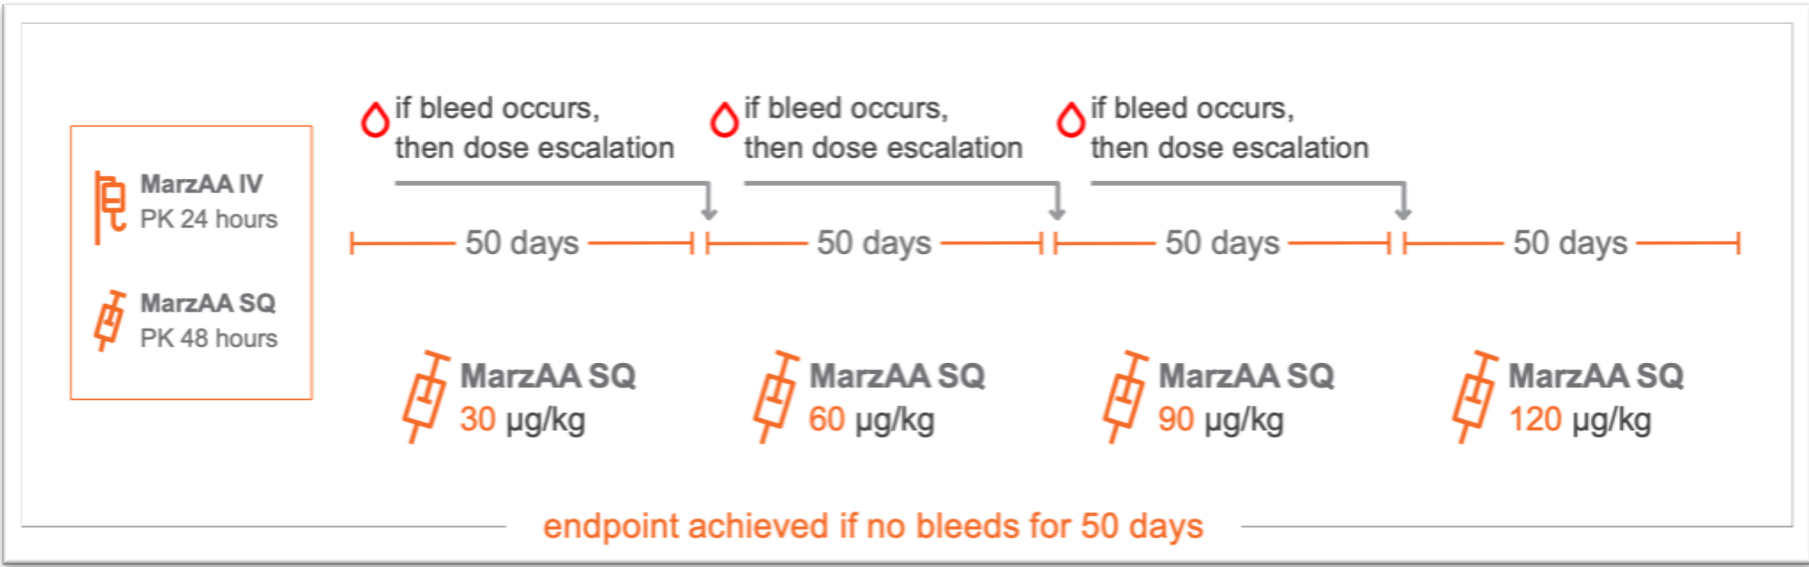 MarzAA IV
PK 24 hours
MarzAA SQ
PK 48 hours
if bleed occurs,
then dose escalation
if bleed occurs,
then dose escalation
if bleed occurs,
then dose escalation
50 days
50 days
50 days
50 days
MarzAA SQ
30 µg/kg
MarzAA SQ
60 µg/kg
MarzAA SQ
90 µg/kg
MarzAA SQ
120 µg/kg
endpoint achieved if no bleeds for 50 days